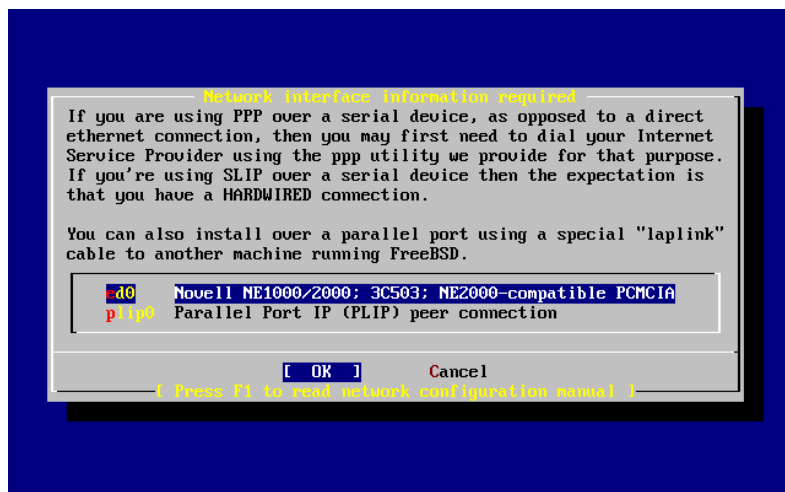 Network interface information required
If you are using PPP over a serial device, as opposed to a direct
ethernet connection, then you may first need to dial your Internet
Service Provider using the ppp utility we provide for that purpose.
If you're using SLIP over a serial device then the expectation is
that you have a HARDWIRED connection.
You can also install over a parallel port using a special "laplink"
cable to another machine running FreeBSD.
ed0 Novell NE1000/2000; 3C503; NE2000-compatible PCMCIA
plip0 Parallel Port IP (PLIP) peer connection
[ OK ] Cancel
[ Press F1 to read network configuration manual ]